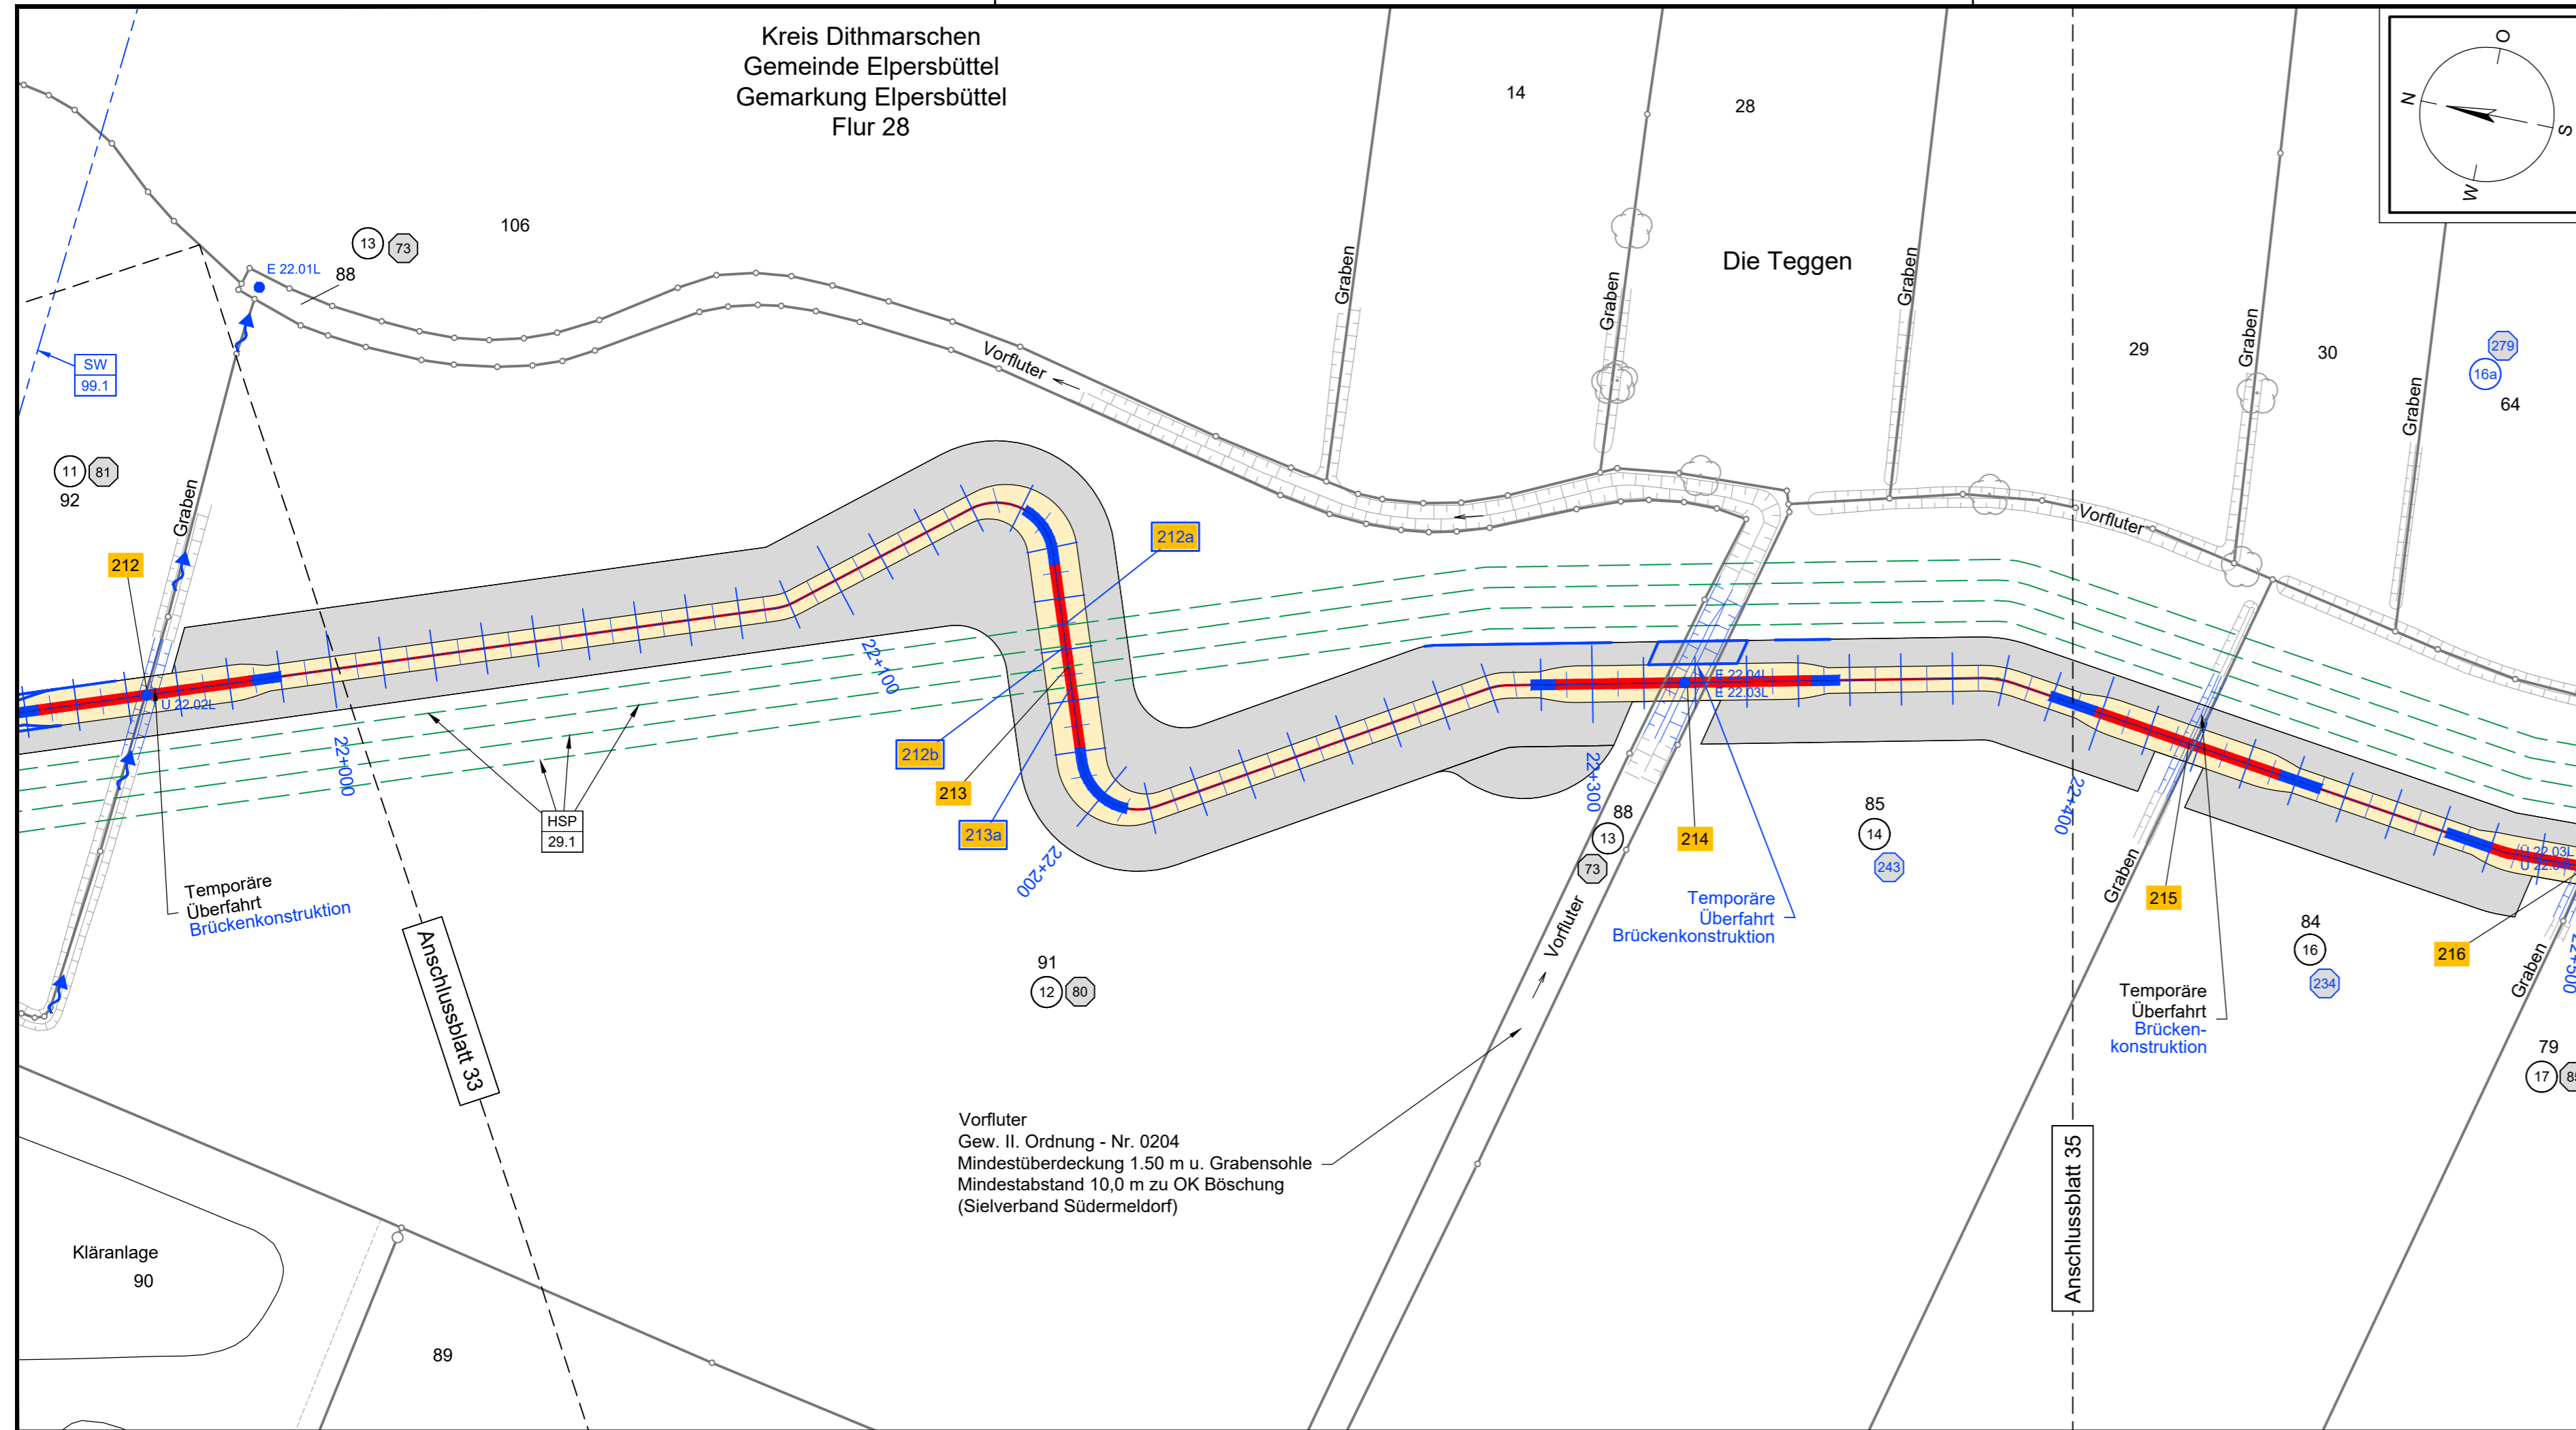 Kreis Dithmarschen
Gemeinde Elpersbüttel
Gemarkung Elpersbüttel
Flur 28
14
28
O
N
S
W
106
13
73
88
E 22.01L
Die Teggen
Graben
Graben
Graben
Graben
Graben
29
30
279
16a
64
SW
99.1
Vorfluter
11
81
92
Graben
212
212a
Vorfluter
22+100
U 22.02L
E 22.04L
E 22.03L
22+000
212b
213
213a
22+200
HSP
29.1
22+300
88
13
73
214
85
14
243
22+400
Graben
215
Temporäre
Überfahrt
Brückenkonstruktion
Temporäre
Überfahrt
Brückenkonstruktion
Vorfluter
84
16
234
216
Graben
22+500
Ü 22.03L
Anschlussblatt 33
91
12
80
Temporäre
Überfahrt
Brücken-
konstruktion
79
17
Vorfluter
Gew. II. Ordnung - Nr. 0204
Mindestüberdeckung 1.50 m u. Grabensohle
Mindestabstand 10,0 m zu OK Böschung
(Sielverband Südermeldorf)
Anschlussblatt 35
Kläranlage
90
89